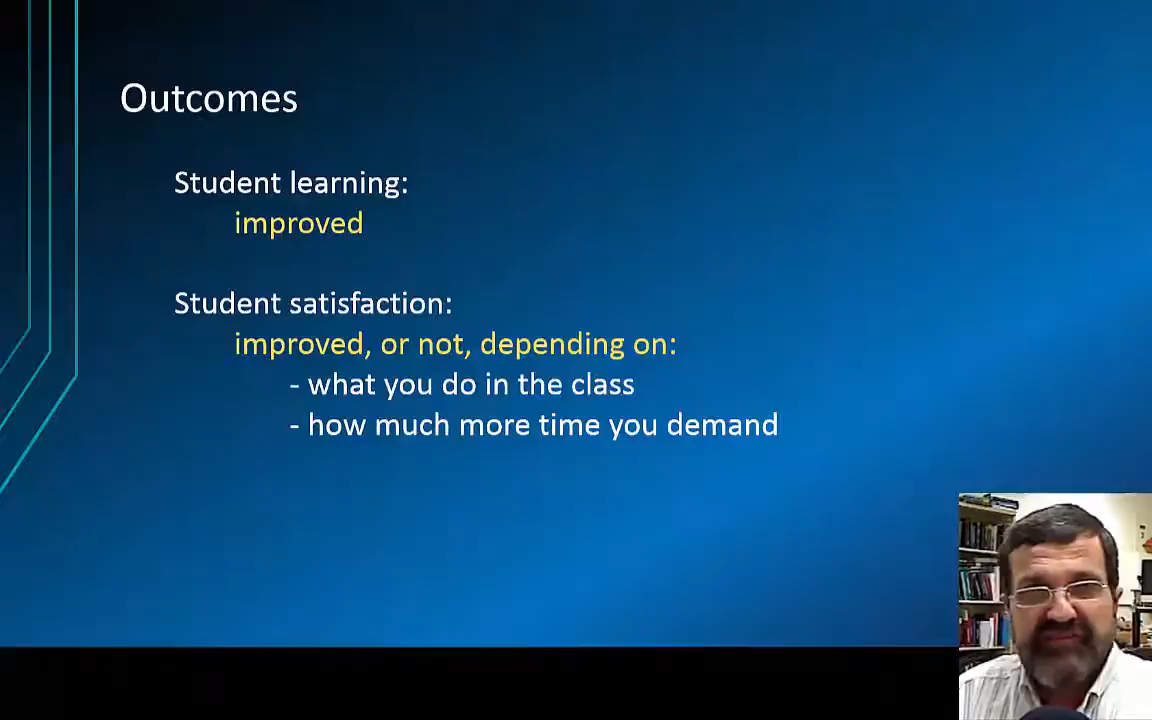 Outcomes
Student learning:
improved
Student satisfaction:
improved, or not, depending on:
- what you do in the class
- how much more time you demand